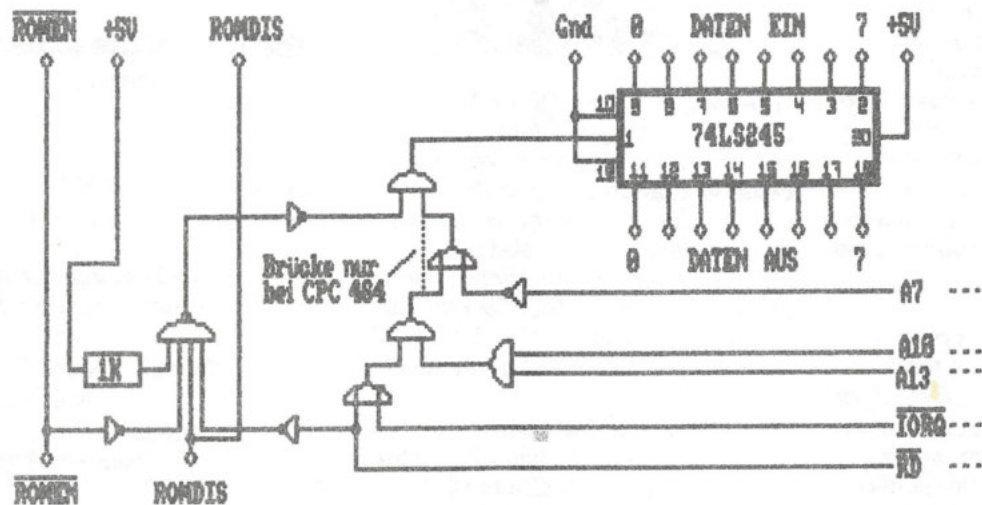 ROMEN +5V ROMDIS Gnd 0 DATEN EIN 7 +5V
10 9 8 7 6 5 4 3 2
1 74LS245 20
19 11 12 13 14 15 16 17 18
0 DATEN AUS 7
Brücke nur
bei CPC 464
A7
1K
A10
A13
IORQ
RD
ROMEN ROMDIS